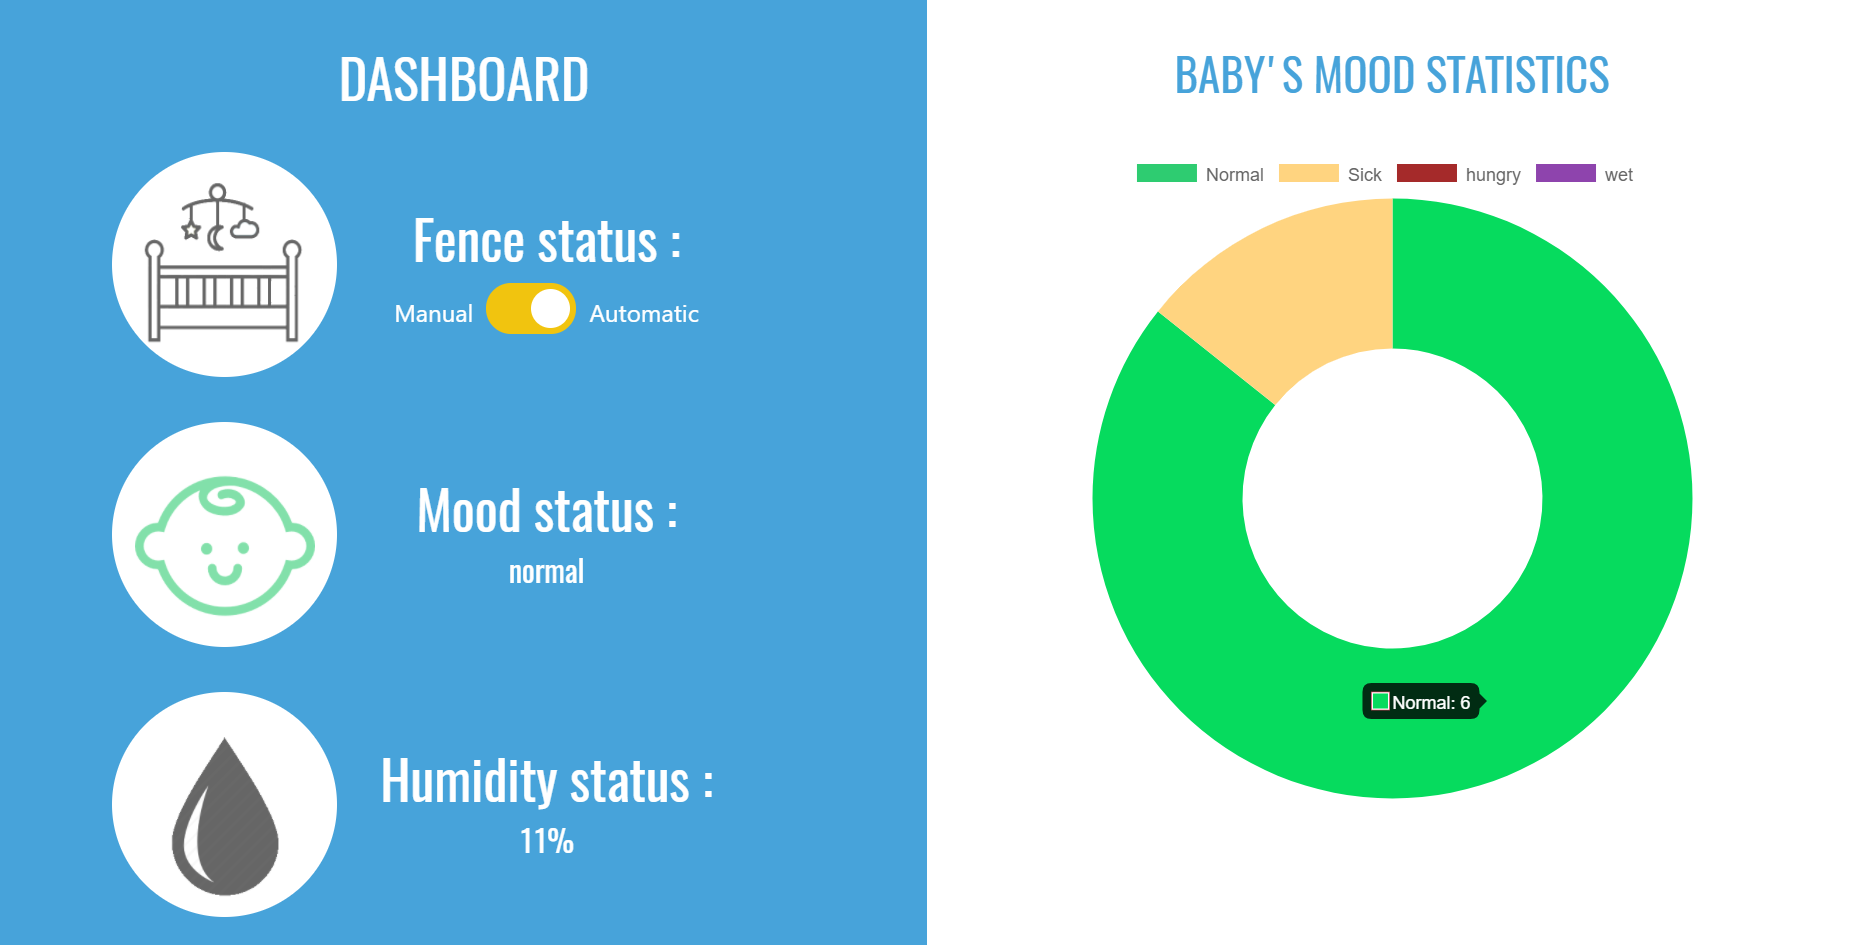 DASHBOARD
Fence status :
Manual Automatic
Mood status :
normal
Humidity status :
11%
BABY'S MOOD STATISTICS
Normal Sick hungry wet
Normal: 6